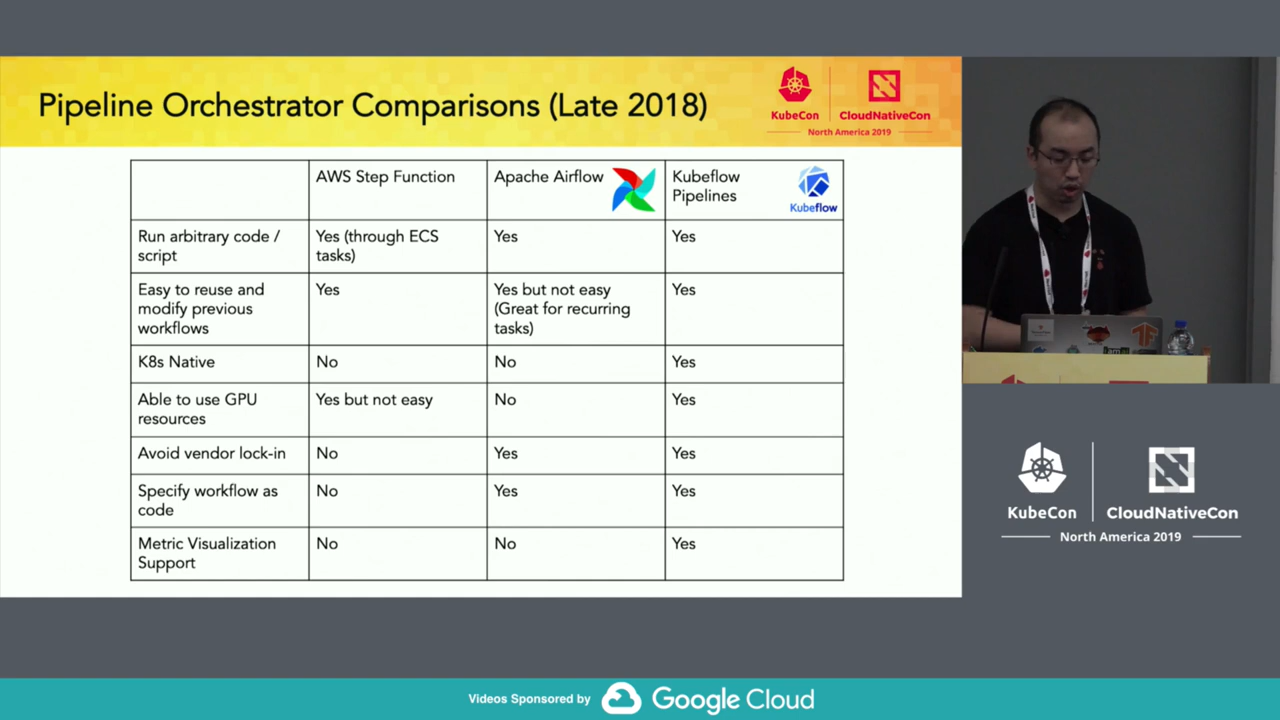 Pipeline Orchestrator Comparisons (Late 2018)
KubeCon
CloudNativeCon
North America 2019
AWS Step Function
Apache Airflow
Kubeflow
Pipelines
Kubeflow
Run arbitrary code /
script
Yes (through ECS
tasks)
Yes
Yes
Easy to reuse and
modify previous
workflows
Yes
Yes but not easy
(Great for recurring
tasks)
Yes
K8s Native
No
No
Yes
Able to use GPU
resources
Yes but not easy
No
Yes
Avoid vendor lock-in
No
Yes
Yes
Specify workflow as
code
No
Yes
Yes
Metric Visualization
Support
No
No
Yes
KubeCon
CloudNativeCon
North America 2019
Videos Sponsored by
Google Cloud